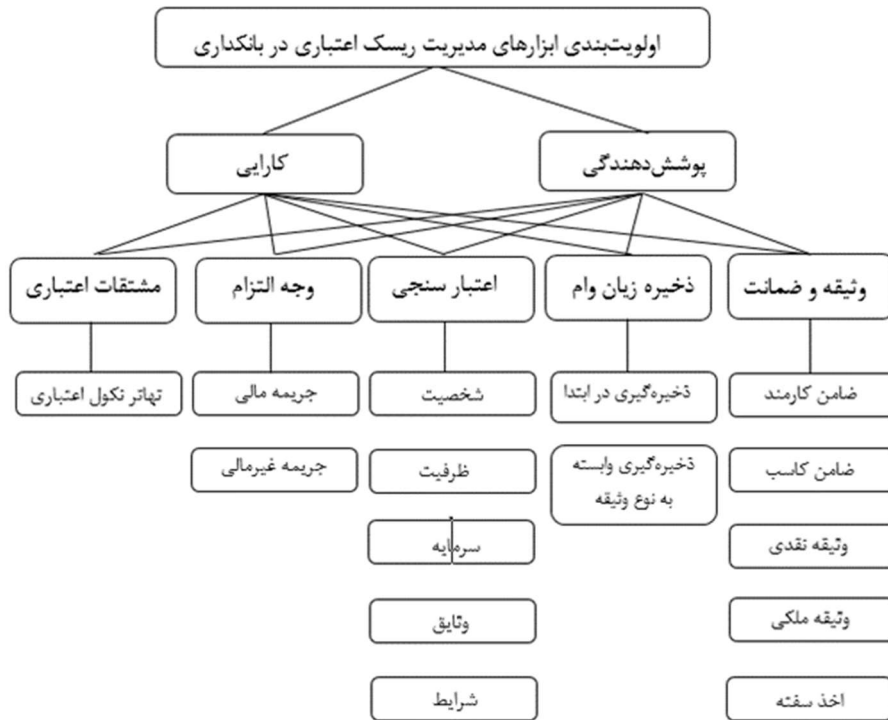 اولویت‌بندی ابزارهای مدیریت ریسک اعتباری در بانکداری
پوشش‌دهندگی
کارایی
وثیقه و ضمانت
ذخیره زیان وام
اعتبار سنجی
وجه التزام
مشتقات اعتباری
ضامن کارمند
ذخیره‌گیری در ابتدا
شخصیت
جریمه مالی
تهاتر نکول اعتباری
ضامن کاسب
ذخیره‌گیری وابسته
به نوع وثیقه
ظرفیت
جریمه غیرمالی
وثیقه نقدی
سرمایه
وثیقه ملکی
وثایق
اخذ سفته
شرایط